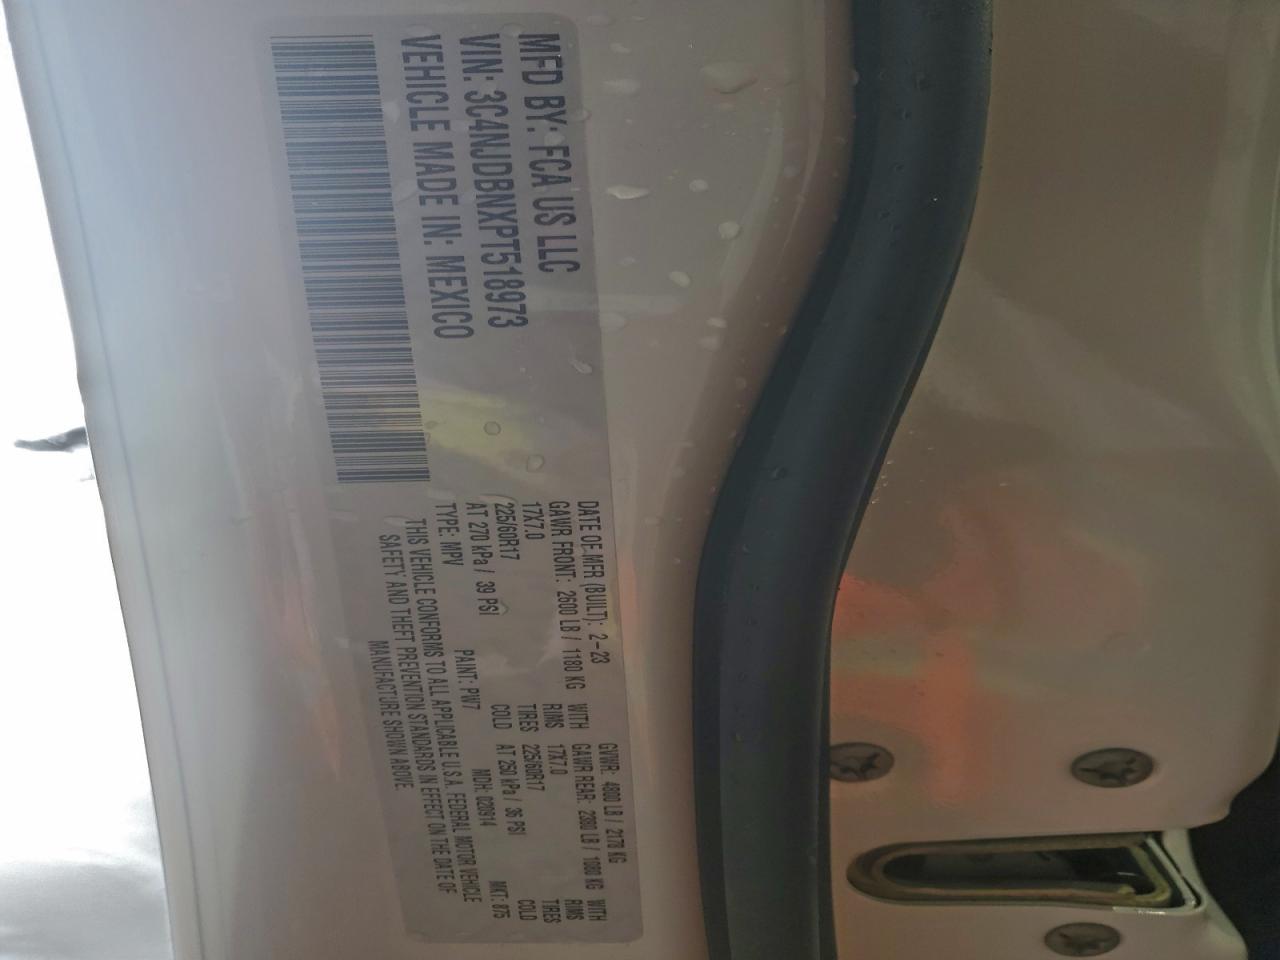 MFD BY: FCA US LLC
VIN: 3C4NJDBNXPT518973
VEHICLE MADE IN: MEXICO
DATE OF MFR (BUILT): 2-23 GVWR: 4800 LB / 2178 KG
GAWR FRONT: 2600 LB / 1180 KG WITH GAWR REAR: 2380 LB / 1080 KG WITH
17X7.0 RIMS 17X7.0 RIMS
225/60R17 TIRES 225/60R17 TIRES
AT 270 kPa / 39 PSI COLD AT 250 kPa / 36 PSI COLD
TYPE: MPV PAINT: PW7 MDH: 020914 MKT: 875
THIS VEHICLE CONFORMS TO ALL APPLICABLE U.S.A. FEDERAL MOTOR VEHICLE
SAFETY AND THEFT PREVENTION STANDARDS IN EFFECT ON THE DATE OF
MANUFACTURE SHOWN ABOVE.